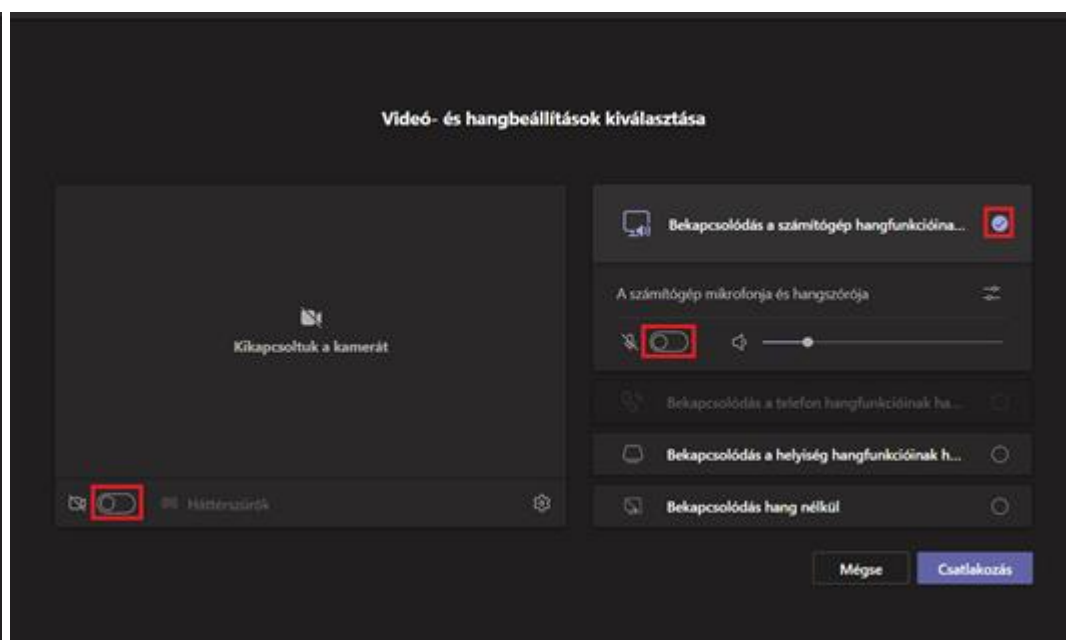 Videó- és hangbeállítások kiválasztása
Kikapcsoltuk a kamerát
Háttérszűrők
Bekapcsolódás a számítógép hangfunkcióina...
A számítógép mikrofonja és hangszórója
Bekapcsolódás a telefon hangfunkcióinak ha...
Bekapcsolódás a helyiség hangfunkcióinak h...
Bekapcsolódás hang nélkül
Mégse
Csatlakozás